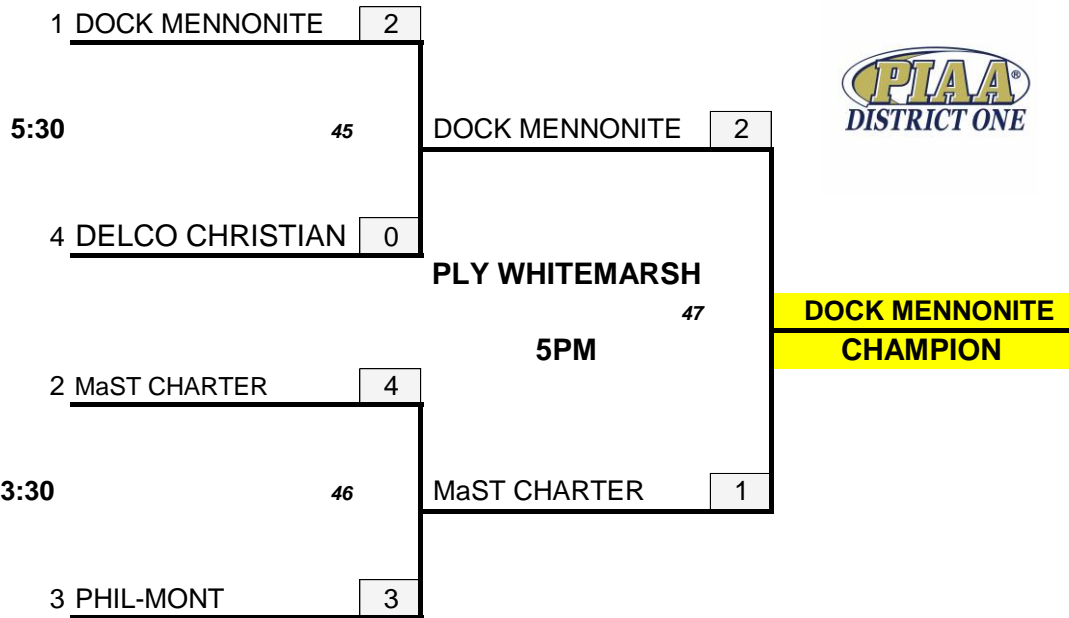 1 DOCK MENNONITE 2
PIAA®
DISTRICT ONE
5:30 45 DOCK MENNONITE 2
4 DELCO CHRISTIAN 0
PLY WHITEMARSH
47 DOCK MENNONITE
5PM CHAMPION
2 MaST CHARTER 4
3:30 46 MaST CHARTER 1
3 PHIL-MONT 3